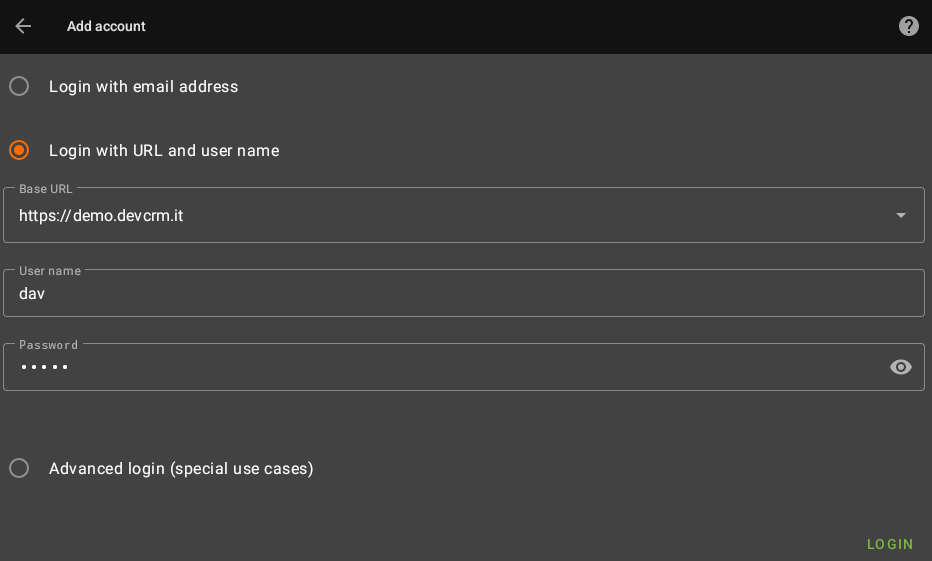 Add account
Login with email address
Login with URL and user name
Base URL
https://demo.devcrm.it
User name
dav
Password
•••••
Advanced login (special use cases)
LOGIN